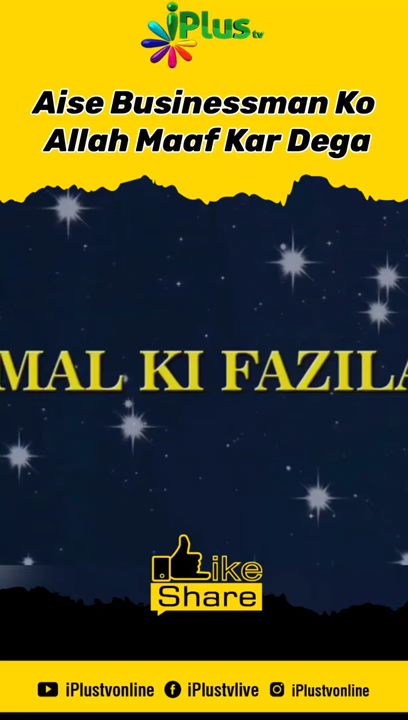 iPlus tv
Aise Businessman Ko
Allah Maaf Kar Dega
MAL KI FAZILA
Like
Share
iPlustvonline iPlustvlive iPlustvonline